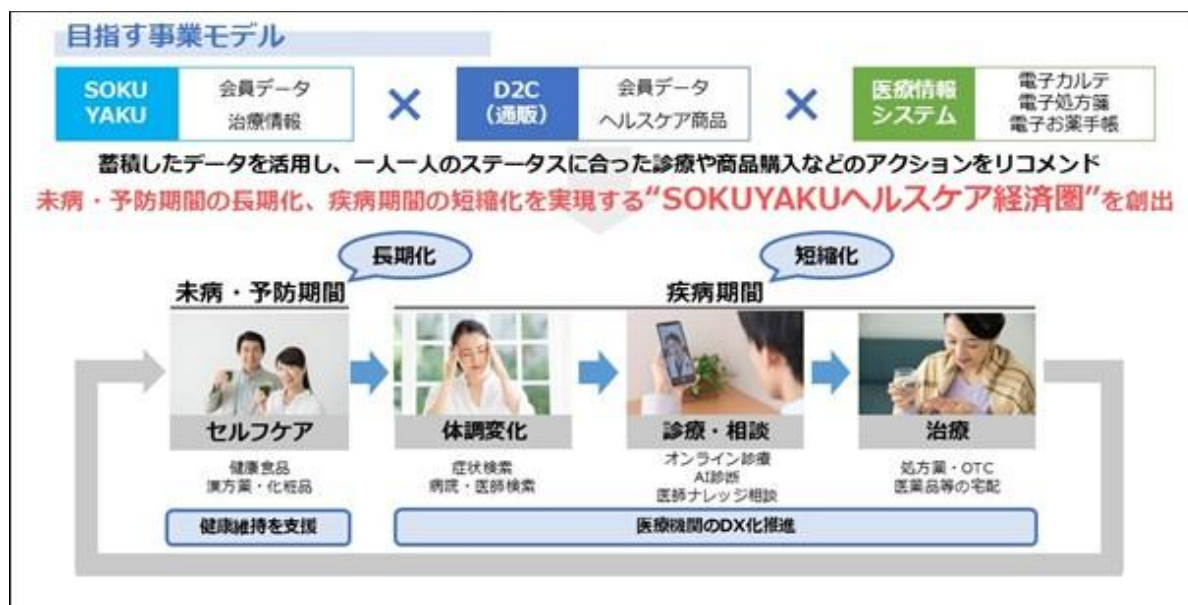 目指す事業モデル
SOKU
YAKU
会員データ
治療情報
×
D2C
(通販)
会員データ
ヘルスケア商品
×
医療情報
システム
電子カルテ
電子処方箋
電子お薬手帳
蓄積したデータを活用し、一人一人のステータスに合った診療や商品購入などのアクションをリコメンド
未病・予防期間の長期化、疾病期間の短縮化を実現する“SOKUYAKUヘルスケア経済圏”を創出
長期化
短縮化
未病・予防期間
疾病期間
セルフケア
体調変化
診療・相談
治療
健康食品
漢方薬・化粧品
症状検索
病院・医師検索
オンライン診療
AI診断
医師ナレッジ相談
処方薬・OTC
医薬品等の宅配
健康維持を支援
医療機関のDX化推進